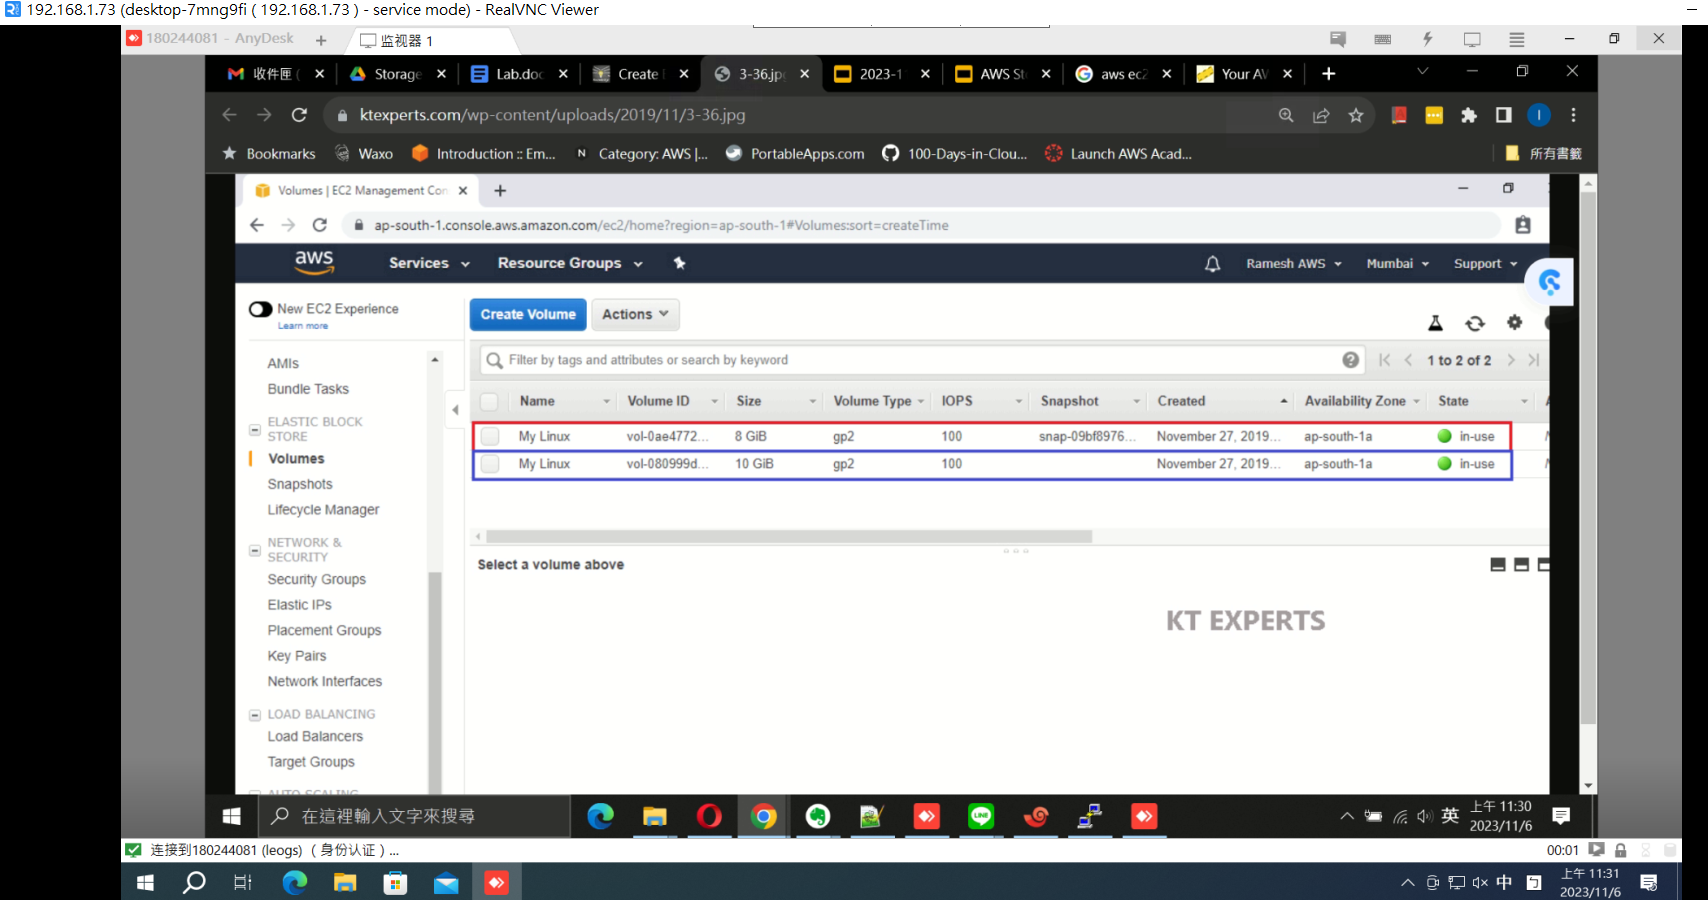 192.168.1.73 (desktop-7mng9fi ( 192.168.1.73 ) - service mode) - RealVNC Viewer
180244081 - AnyDesk
监视器 1
收件匣 (
Storage
Lab.doc
Create
3-36.jpg
2023-1
AWS St
aws ec2
Your AW
ktexperts.com/wp-content/uploads/2019/11/3-36.jpg
Bookmarks
Waxo
Introduction :: Em...
Category: AWS |...
PortableApps.com
100-Days-in-Clou...
Launch AWS Acad...
所有書籤
Volumes | EC2 Management Con
ap-south-1.console.aws.amazon.com/ec2/home?region=ap-south-1#Volumes:sort=createTime
aws
Services
Resource Groups
Ramesh AWS
Mumbai
Support
New EC2 Experience
Learn more
AMIs
Bundle Tasks
ELASTIC BLOCK
STORE
Volumes
Snapshots
Lifecycle Manager
NETWORK &
SECURITY
Security Groups
Elastic IPs
Placement Groups
Key Pairs
Network Interfaces
LOAD BALANCING
Load Balancers
Target Groups
AUTO SCALING
Create Volume
Actions
Filter by tags and attributes or search by keyword
1 to 2 of 2
Name Volume ID Size Volume Type IOPS Snapshot Created Availability Zone State
My Linux vol-0ae4772... 8 GiB gp2 100 snap-09bf8976... November 27, 2019... ap-south-1a in-use
My Linux vol-080999d... 10 GiB gp2 100 November 27, 2019... ap-south-1a in-use
Select a volume above
KT EXPERTS
在這裡輸入文字來搜尋
LINE
英
上午 11:30
2023/11/6
连接到180244081 (leogs) （身份认证）...
00:01
中
上午 11:31
2023/11/6